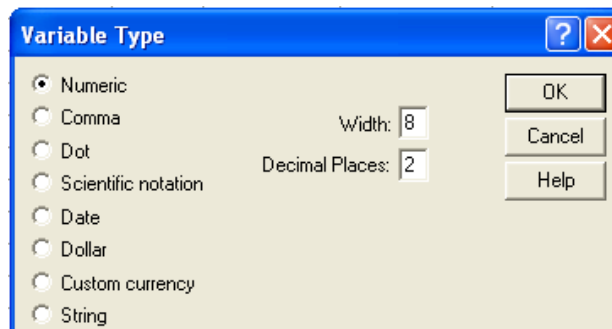 Variable Type
Numeric
Comma
Dot
Scientific notation
Date
Dollar
Custom currency
String
Width: 8
Decimal Places: 2
OK
Cancel
Help